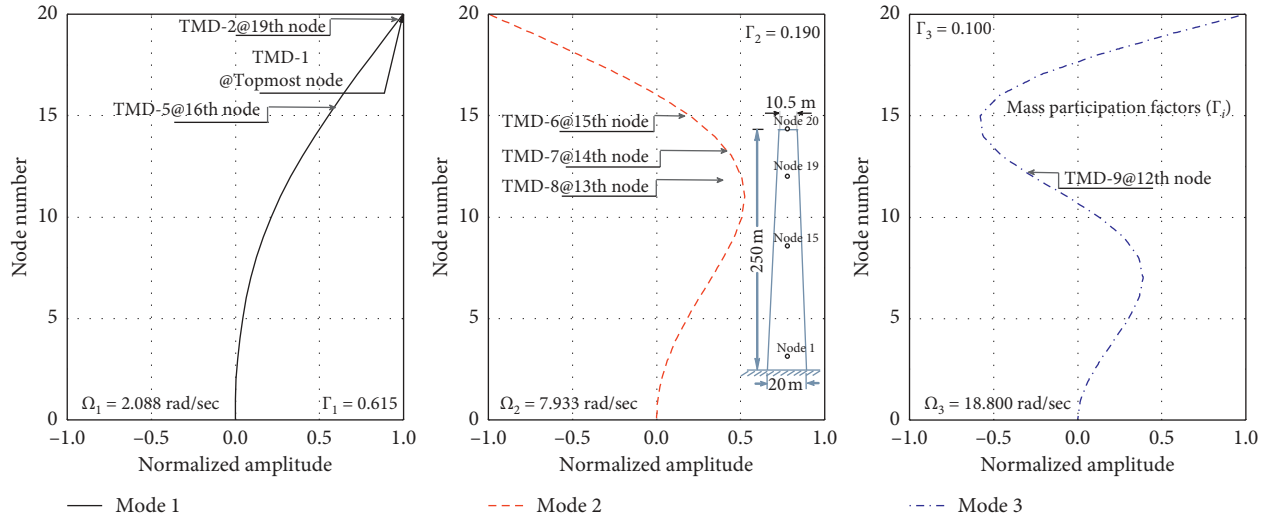 20
15
10
5
0
Node number
TMD-2@19th node
TMD-1
@Topmost node
TMD-5@16th node
Ω1 = 2.088 rad/sec
Γ1 = 0.615
−1.0 −0.5 0.0 0.5 1.0
Normalized amplitude
Mode 1
20
15
10
5
0
Node number
Γ2 = 0.190
TMD-6@15th node
TMD-7@14th node
TMD-8@13th node
10.5 m
Node 20
Node 19
Node 15
250 m
Node 1
20 m
Ω2 = 7.933 rad/sec
−1.0 −0.5 0.0 0.5 1.0
Normalized amplitude
Mode 2
20
15
10
5
0
Node number
Γ3 = 0.100
Mass participation factors (Γi)
TMD-9@12th node
Ω3 = 18.800 rad/sec
−1.0 −0.5 0.0 0.5 1.0
Normalized amplitude
Mode 3